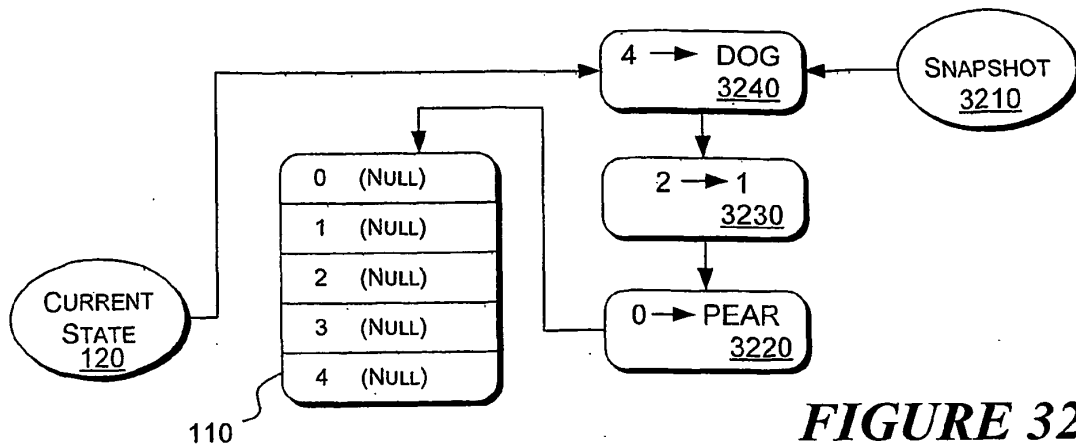 4 → DOG
3240
SNAPSHOT
3210
0 (NULL)
1 (NULL)
2 (NULL)
3 (NULL)
4 (NULL)
2 → 1
3230
CURRENT
STATE
120
0 → PEAR
3220
110
FIGURE 32